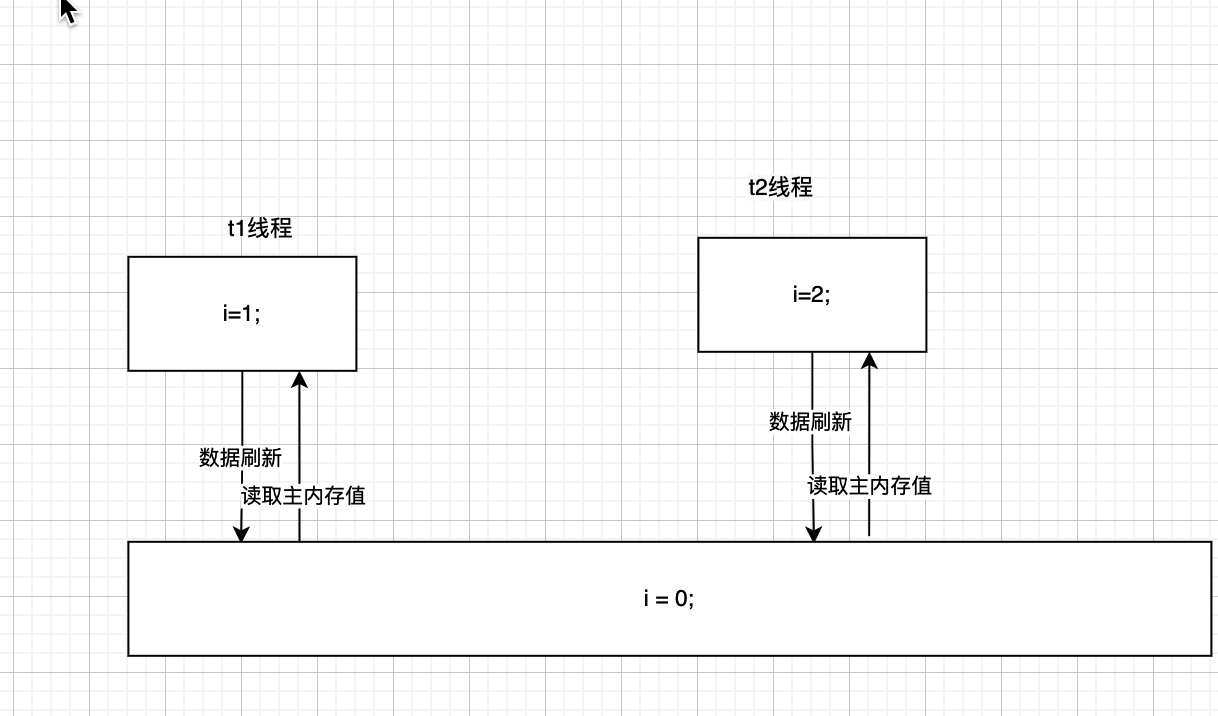 t2线程
t1线程
i=2;
i=1;
数据刷新
数据刷新
读取主内存值
读取主内存值
i = 0;